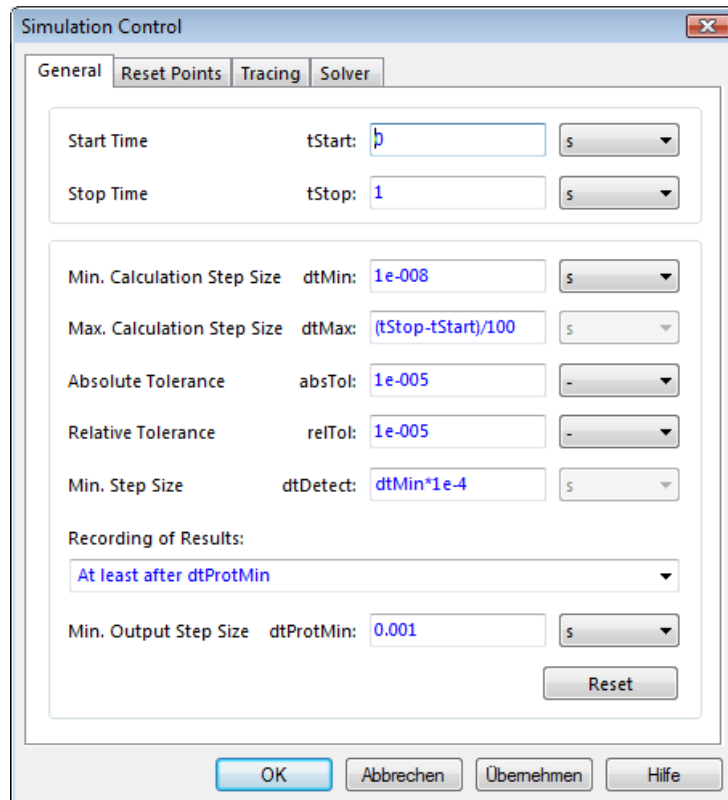 Simulation Control
General Reset Points Tracing Solver
Start Time tStart: 0 s
Stop Time tStop: 1 s
Min. Calculation Step Size dtMin: 1e-008 s
Max. Calculation Step Size dtMax: (tStop-tStart)/100 s
Absolute Tolerance absTol: 1e-005 -
Relative Tolerance relTol: 1e-005 -
Min. Step Size dtDetect: dtMin*1e-4 s
Recording of Results:
At least after dtProtMin
Min. Output Step Size dtProtMin: 0.001 s
Reset
OK Abbrechen Übernehmen Hilfe